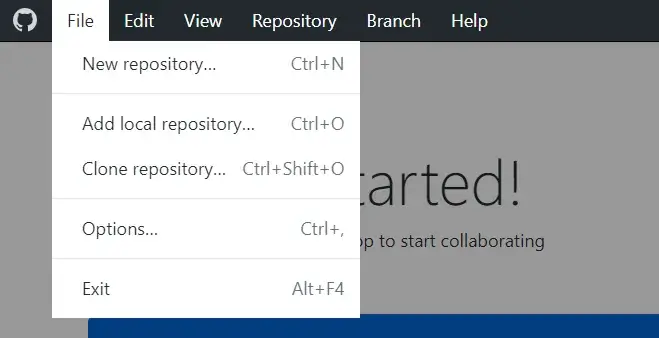 File Edit View Repository Branch Help
New repository... Ctrl+N
Add local repository... Ctrl+O
Clone repository... Ctrl+Shift+O
tarted!
Options... Ctrl+,
to start collaborating
Exit Alt+F4